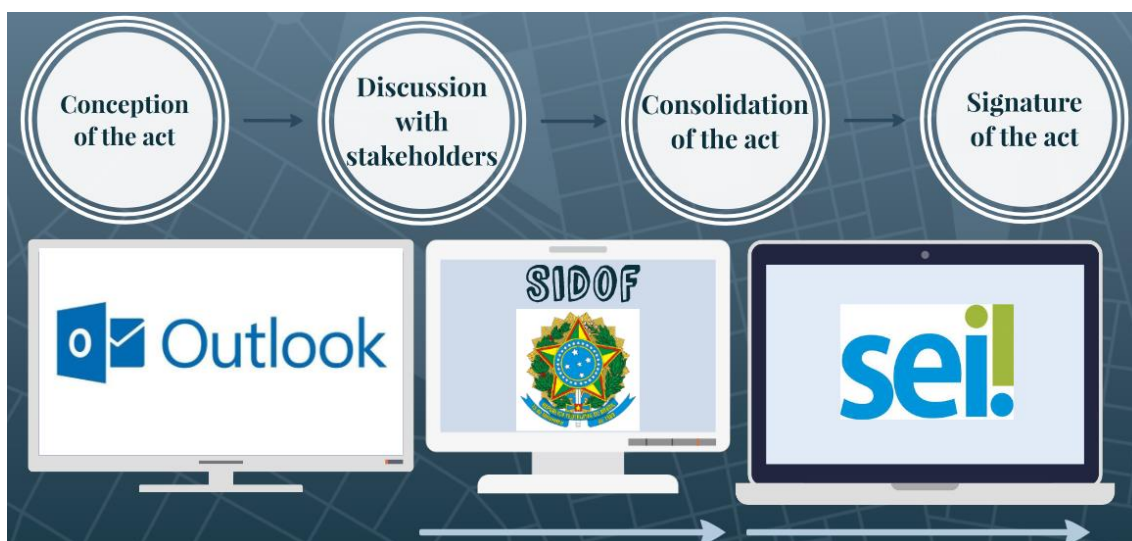 Conception
of the act
Discussion
with
stakeholders
Consolidation
of the act
Signature
of the act
Outlook
SIDOF
sei!